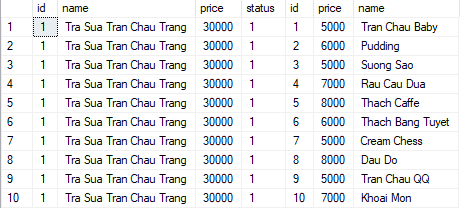 id name price status id price name
1 1 Tra Sua Tran Chau Trang 30000 1 1 5000 Tran Chau Baby
2 1 Tra Sua Tran Chau Trang 30000 1 2 6000 Pudding
3 1 Tra Sua Tran Chau Trang 30000 1 3 5000 Suong Sao
4 1 Tra Sua Tran Chau Trang 30000 1 4 7000 Rau Cau Dua
5 1 Tra Sua Tran Chau Trang 30000 1 5 8000 Thach Caffe
6 1 Tra Sua Tran Chau Trang 30000 1 6 6000 Thach Bang Tuyet
7 1 Tra Sua Tran Chau Trang 30000 1 7 5000 Cream Chess
8 1 Tra Sua Tran Chau Trang 30000 1 8 8000 Dau Do
9 1 Tra Sua Tran Chau Trang 30000 1 9 5000 Tran Chau QQ
10 1 Tra Sua Tran Chau Trang 30000 1 10 7000 Khoai Mon